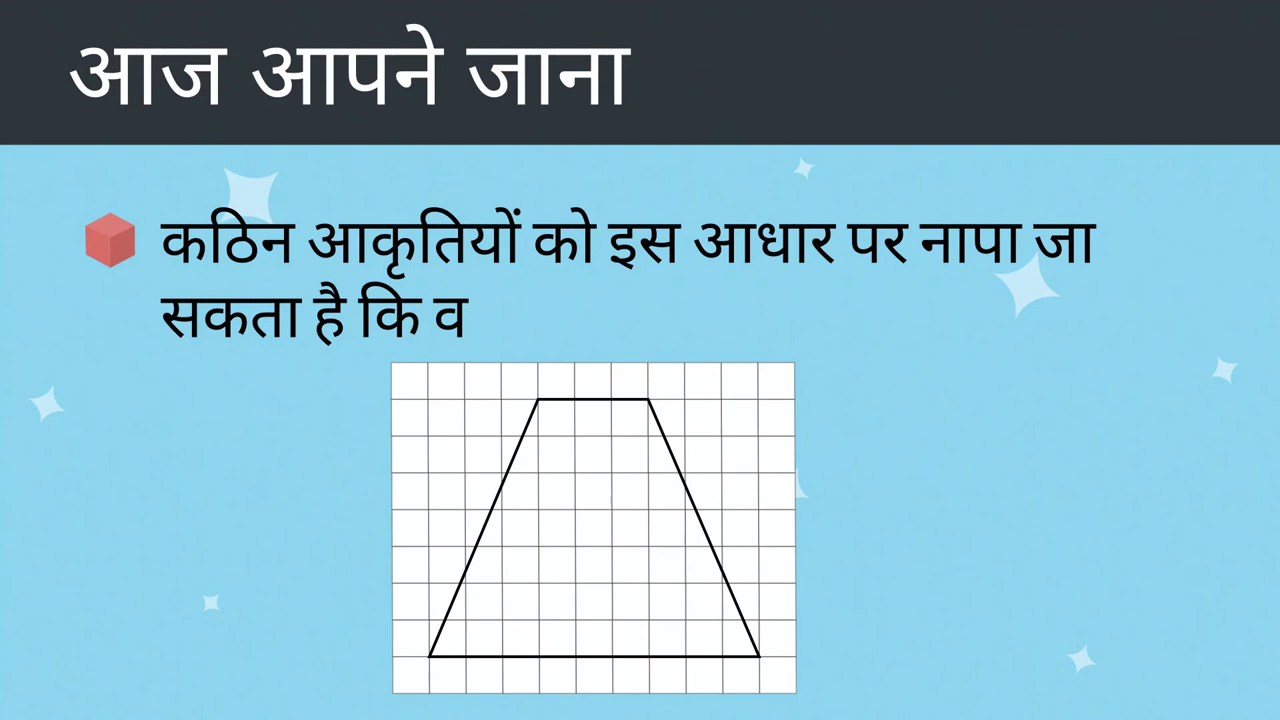 आज आपने जाना
कठिन आकृतियों को इस आधार पर नापा जा
सकता है कि व